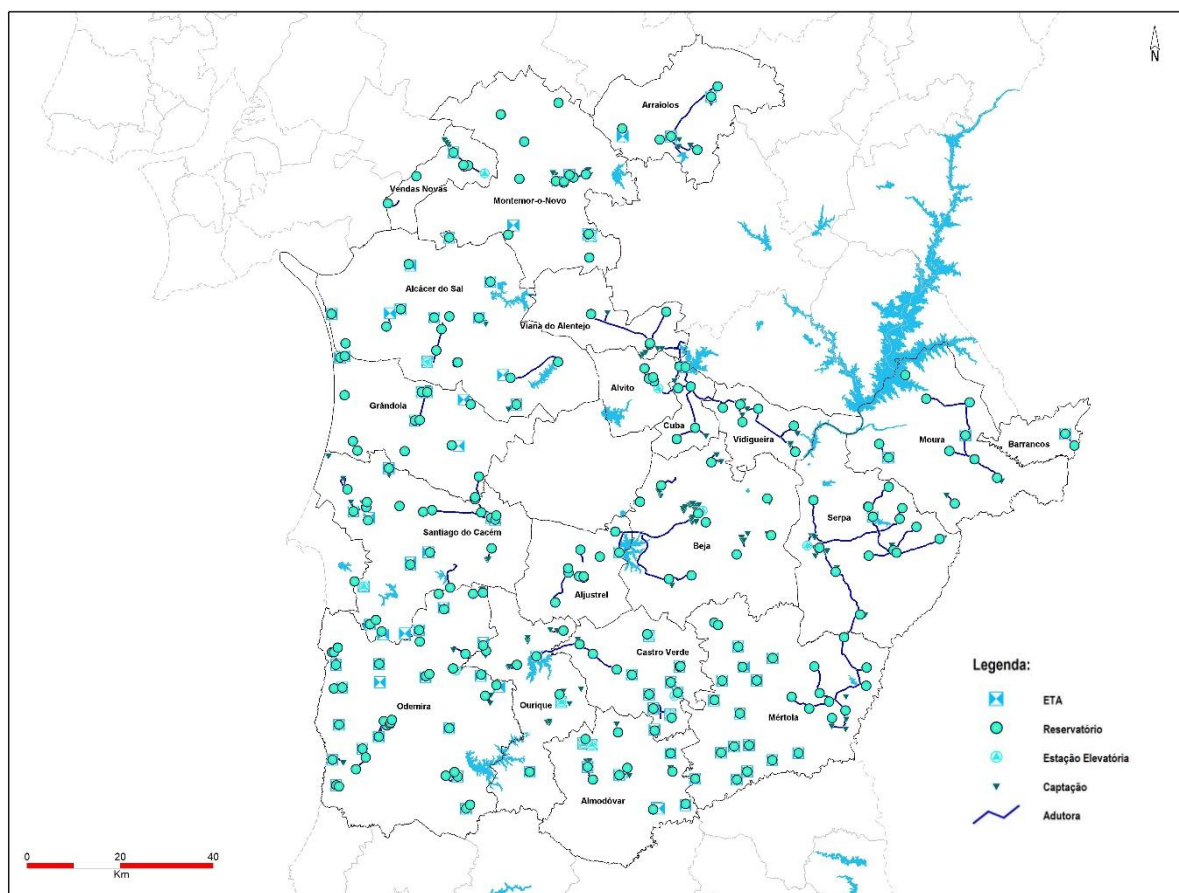 N
Arraiolos
Vendas Novas
Montemor-o-Novo
Alcácer do Sal
Viana do Alentejo
Alvito
Grândola
Cuba
Vidigueira
Moura
Barrancos
Santiago do Cacém
Beja
Serpa
Aljustrel
Castro Verde
Odemira
Ourique
Mértola
Almodôvar
Legenda:
ETA
Reservatório
Estação Elevatória
Captação
Adutora
0 20 40
Km